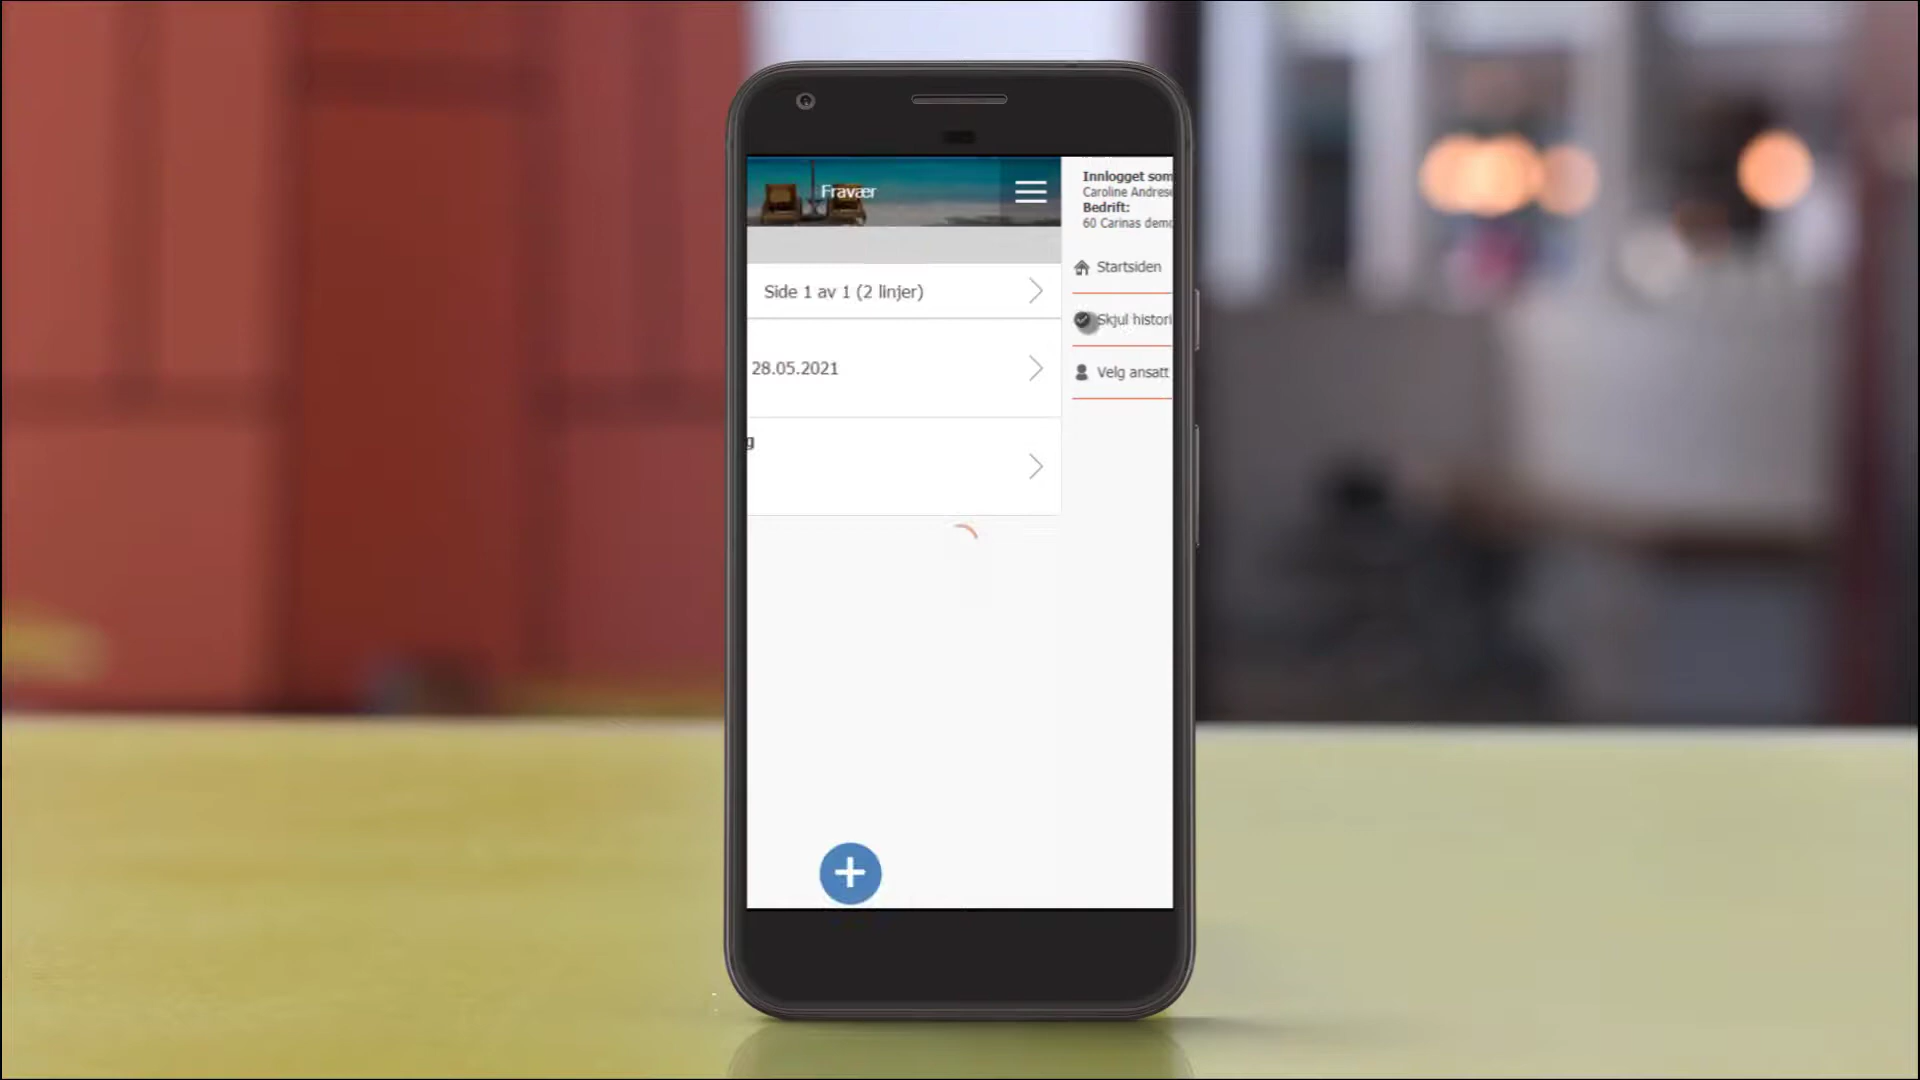 Fravær
Side 1 av 1 (2 linjer)
28.05.2021
g
Innlogget som
Caroline Andres
Bedrift:
60 Carinas dem
Startsiden
Skjul histori
Velg ansatt